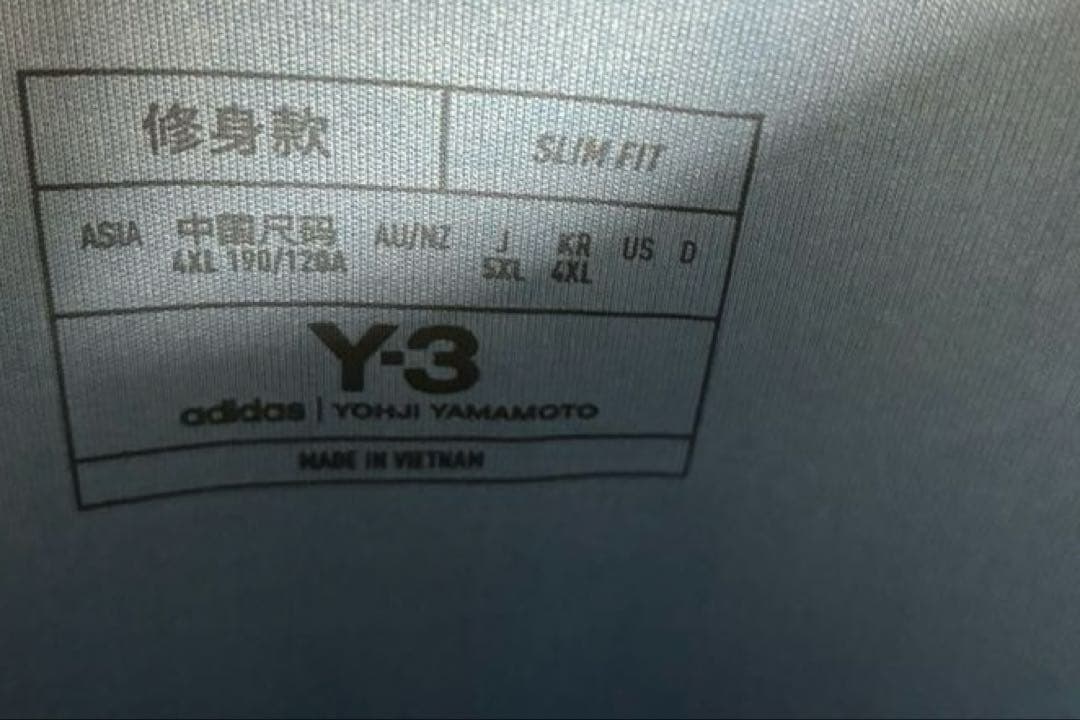 修身款 SLIM FIT
ASIA 中國尺码 AU/NZ J KR US D
4XL 190/128A 5XL 4XL
Y-3
adidas | YOHJI YAMAMOTO
MADE IN VIETNAM